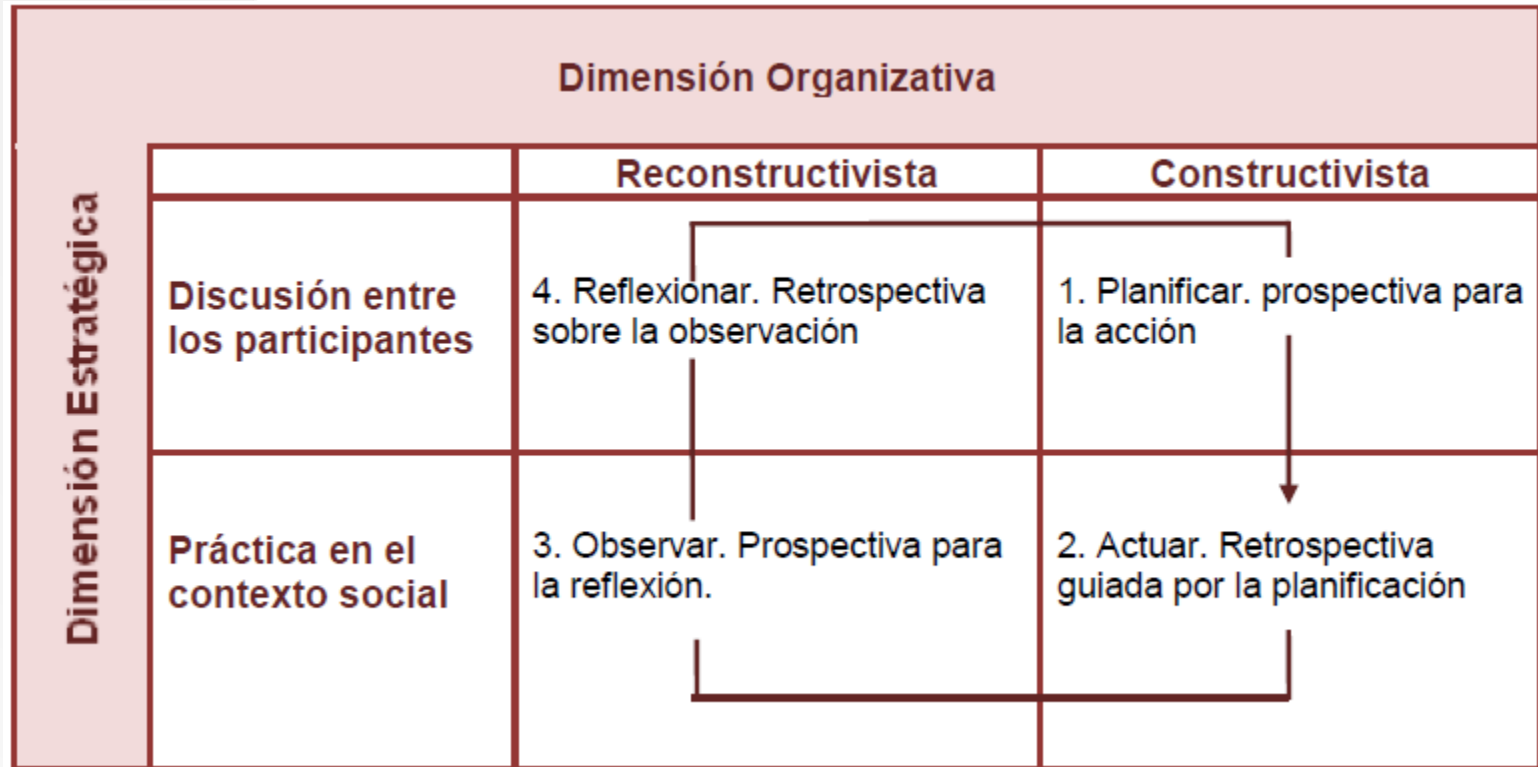 Dimensión Organizativa
Dimensión Estratégica
Reconstructivista
Constructivista
Discusión entre
los participantes
4. Reflexionar. Retrospectiva
sobre la observación
1. Planificar. prospectiva para
la acción
Práctica en el
contexto social
3. Observar. Prospectiva para
la reflexión.
2. Actuar. Retrospectiva
guiada por la planificación